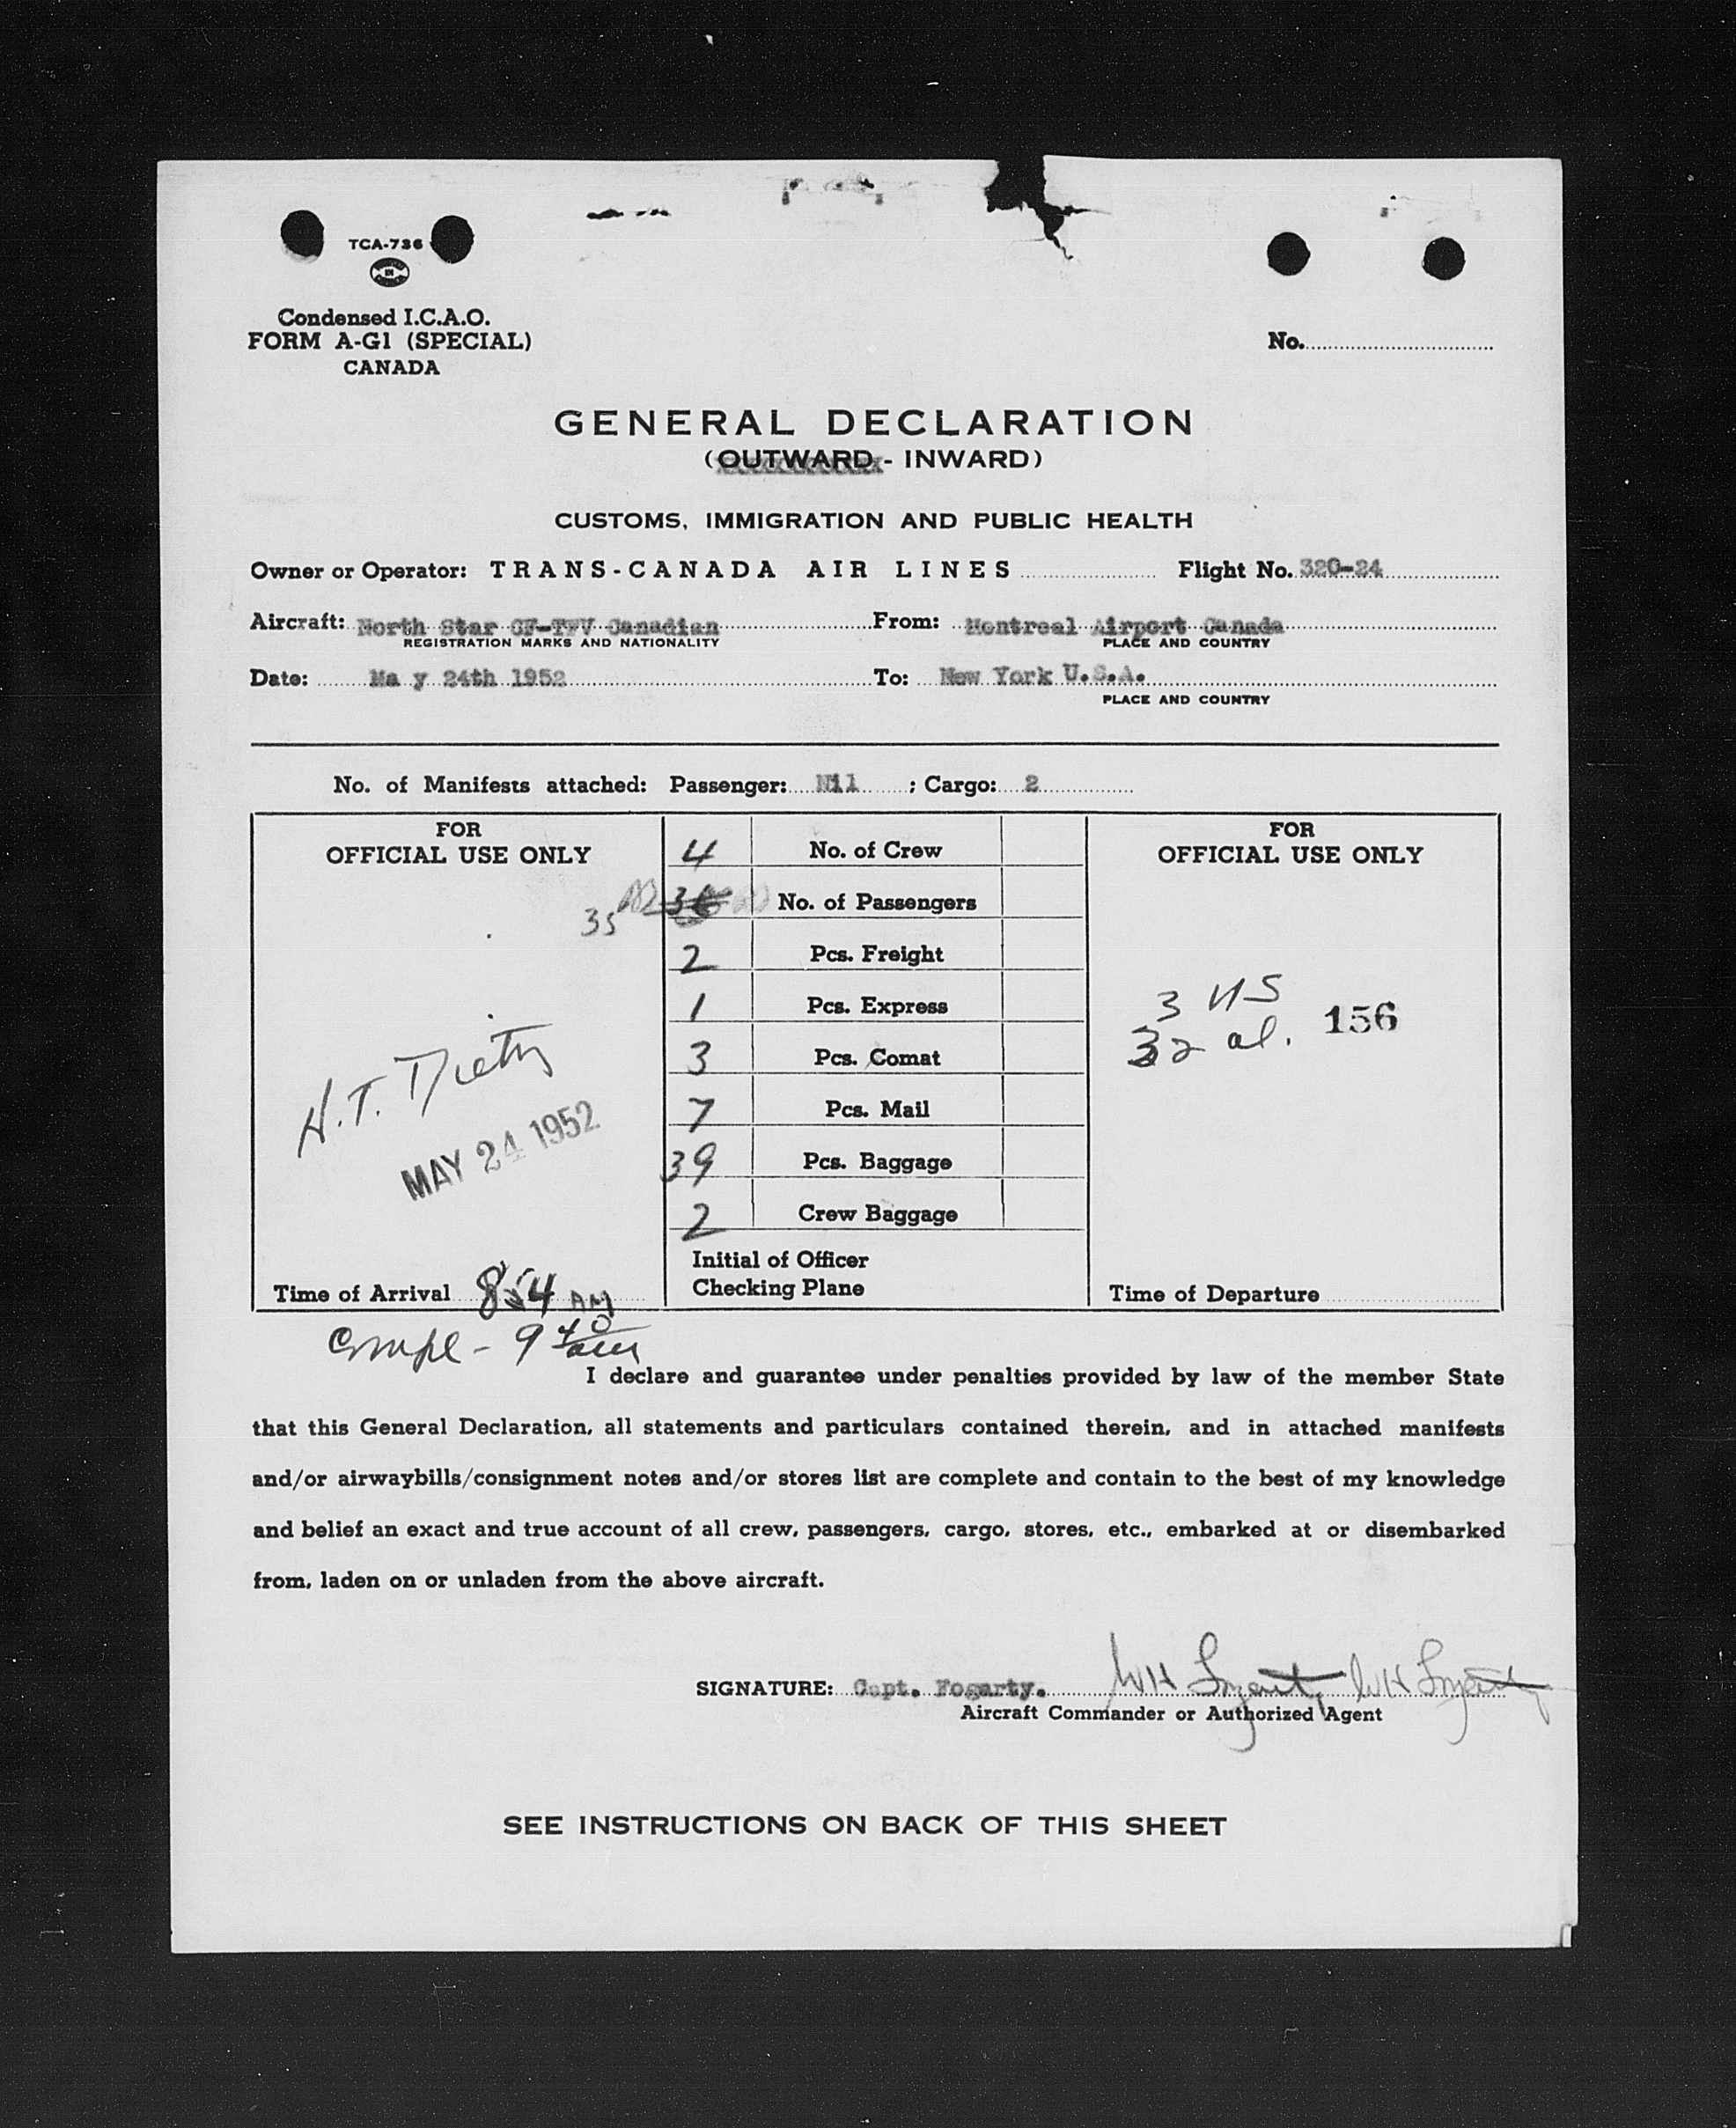 TCA-736
IN
Condensed I.C.A.O.
FORM A-G1 (SPECIAL)
CANADA
No.
GENERAL DECLARATION
(OUTWARD - INWARD)
CUSTOMS, IMMIGRATION AND PUBLIC HEALTH
Owner or Operator: TRANS-CANADA AIR LINES Flight No. 320-24
Aircraft: North Star CF-TFV Canadian From: Montreal Airport Canada
REGISTRATION MARKS AND NATIONALITY PLACE AND COUNTRY
Date: Ma y 24th 1952 To: New York U.S.A.
PLACE AND COUNTRY
No. of Manifests attached: Passenger: Nil ; Cargo: 2
FOR
OFFICIAL USE ONLY
35
H.T.
MAY 24 1952
Time of Arrival 854 AM
Compl - 9 40 am
4 No. of Crew
No. of Passengers
2 Pcs. Freight
1 Pcs. Express
3 Pcs. Comat
7 Pcs. Mail
39 Pcs. Baggage
2 Crew Baggage
Initial of Officer
Checking Plane
FOR
OFFICIAL USE ONLY
3 US
32 al. 156
Time of Departure
I declare and guarantee under penalties provided by law of the member State
that this General Declaration, all statements and particulars contained therein, and in attached manifests
and/or airwaybills/consignment notes and/or stores list are complete and contain to the best of my knowledge
and belief an exact and true account of all crew, passengers, cargo, stores, etc., embarked at or disembarked
from, laden on or unladen from the above aircraft.
SIGNATURE: Capt. Fogarty. WH Fogarty WH Fogarty
Aircraft Commander or Authorized Agent
SEE INSTRUCTIONS ON BACK OF THIS SHEET